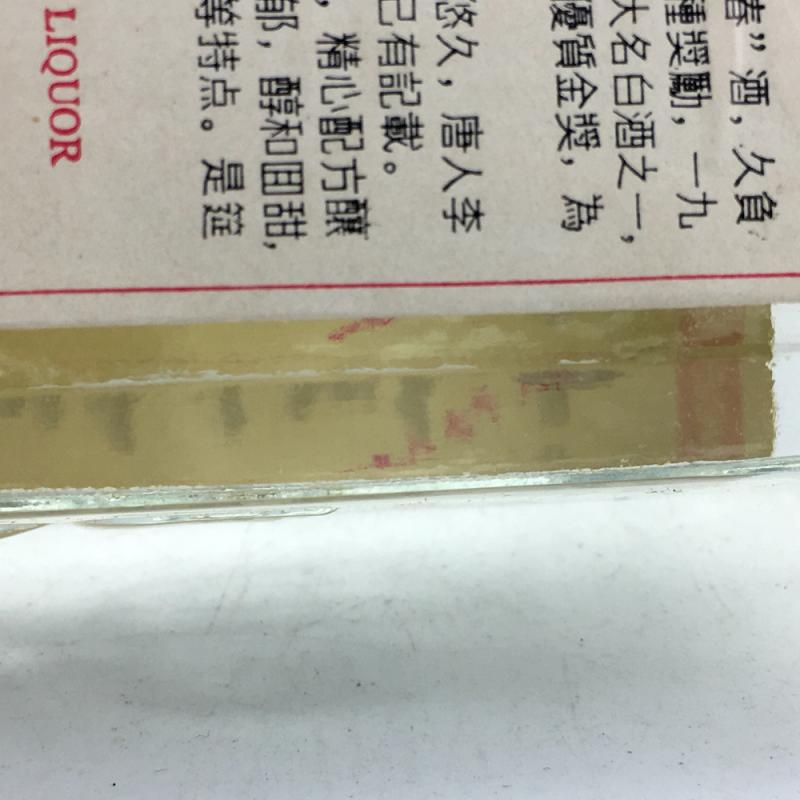 春”酒，久負
種獎勵，一九
大名白酒之一，
優質金獎，為
悠久，唐人李
已有記載。
，精心配方釀
郁，醇和回甜，
等特点。是筵
LIQUOR